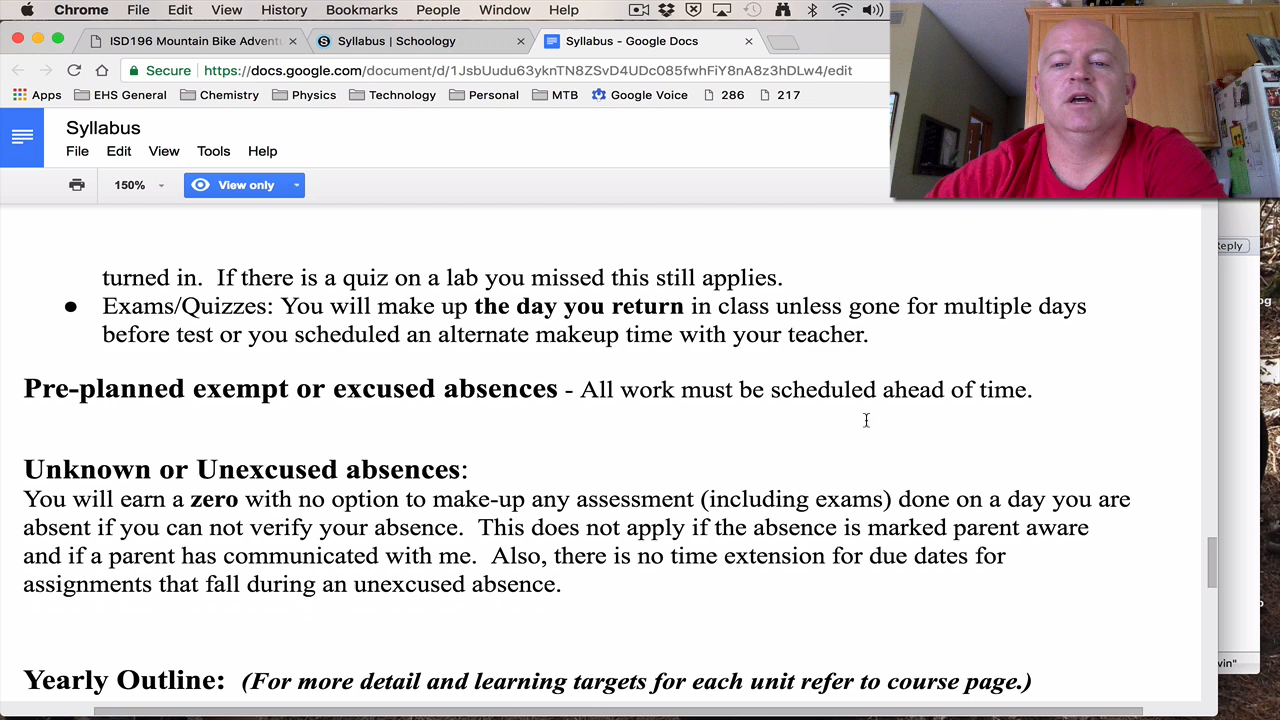 Chrome File Edit View History Bookmarks People Window Help
ISD196 Mountain Bike Advent
Syllabus | Schoology
Syllabus - Google Docs
Secure https://docs.google.com/document/d/1JsbUudu63yknTN8ZSvD4UDc085fwhFiY8nA8z3hDLw4/edit
Apps EHS General Chemistry Physics Technology Personal MTB Google Voice 286 217
Syllabus
File Edit View Tools Help
150% View only
Reply
turned in. If there is a quiz on a lab you missed this still applies.
● Exams/Quizzes: You will make up the day you return in class unless gone for multiple days
before test or you scheduled an alternate makeup time with your teacher.
Pre-planned exempt or excused absences - All work must be scheduled ahead of time.
Unknown or Unexcused absences:
You will earn a zero with no option to make-up any assessment (including exams) done on a day you are
absent if you can not verify your absence. This does not apply if the absence is marked parent aware
and if a parent has communicated with me. Also, there is no time extension for due dates for
assignments that fall during an unexcused absence.
vin"
Yearly Outline: (For more detail and learning targets for each unit refer to course page.)